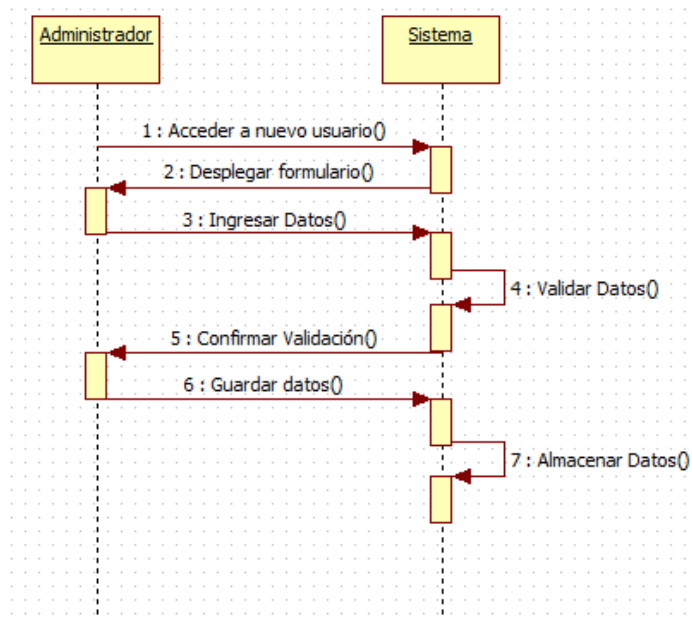 Administrador
Sistema
1 : Acceder a nuevo usuario()
2 : Desplegar formulario()
3 : Ingresar Datos()
4 : Validar Datos()
5 : Confirmar Validación()
6 : Guardar datos()
7 : Almacenar Datos()